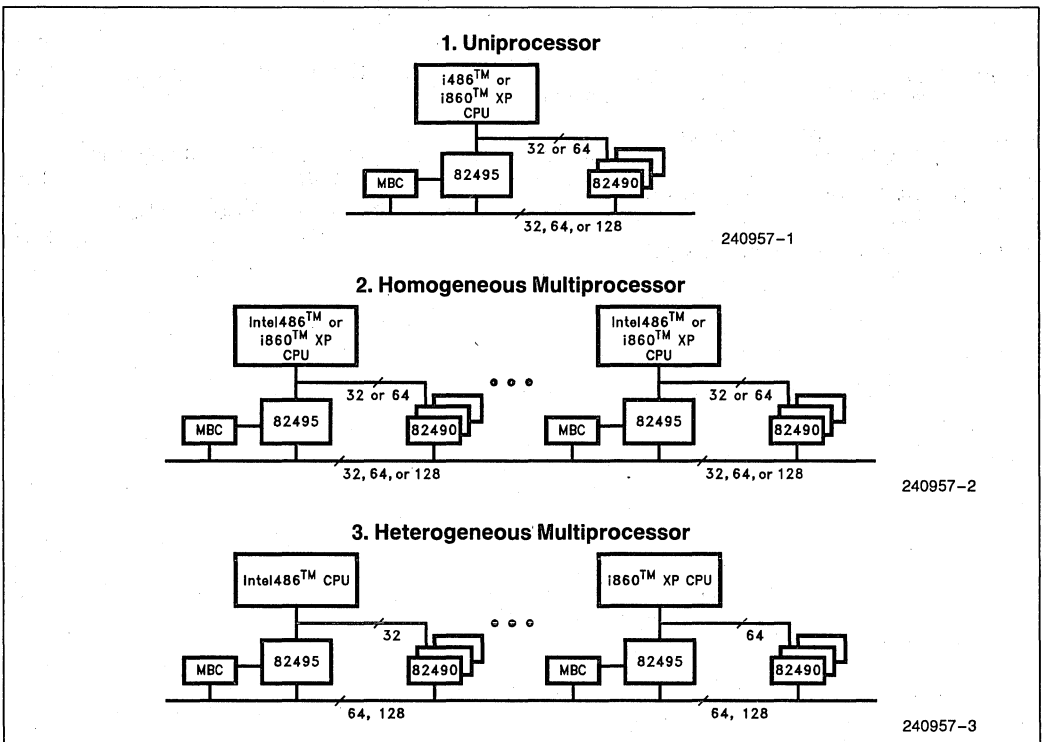 1. Uniprocessor
i486™ or
i860™ XP
CPU
32 or 64
MBC
82495
82490
32, 64, or 128
240957–1
2. Homogeneous Multiprocessor
Intel486™ or
i860™ XP
CPU
Intel486™ or
i860™ XP
CPU
32 or 64
32 or 64
MBC
82495
82490
MBC
82495
82490
32, 64, or 128
32, 64, or 128
240957–2
3. Heterogeneous Multiprocessor
Intel486™ CPU
i860™ XP CPU
32
64
MBC
82495
82490
MBC
82495
82490
64, 128
64, 128
240957–3